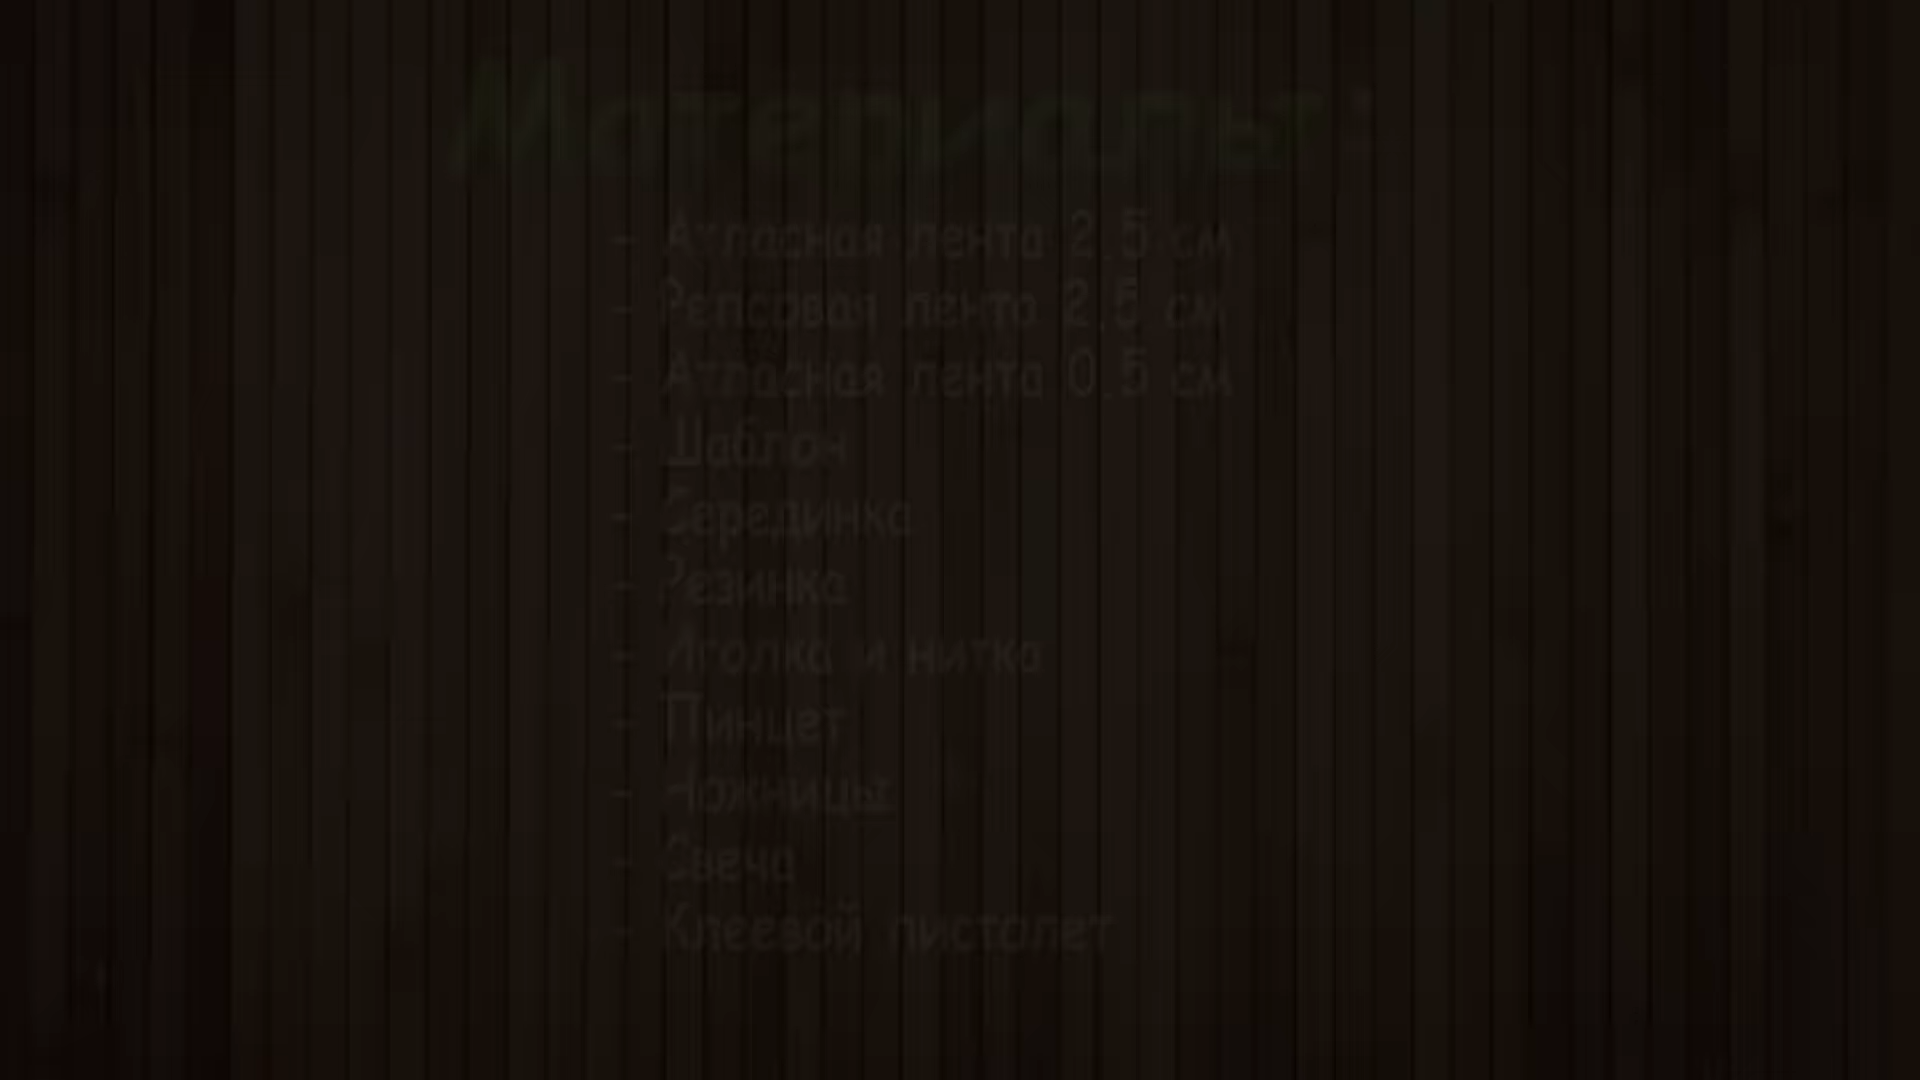 Материалы:
- Атласная лента 2.5 см
- Репсовая лента 2.5 см
- Атласная лента 0.5 см
- Шаблон
- Серединка
- Резинка
- Иголка и нитка
- Пинцет
- Ножницы
- Свеча
- Клеевой пистолет